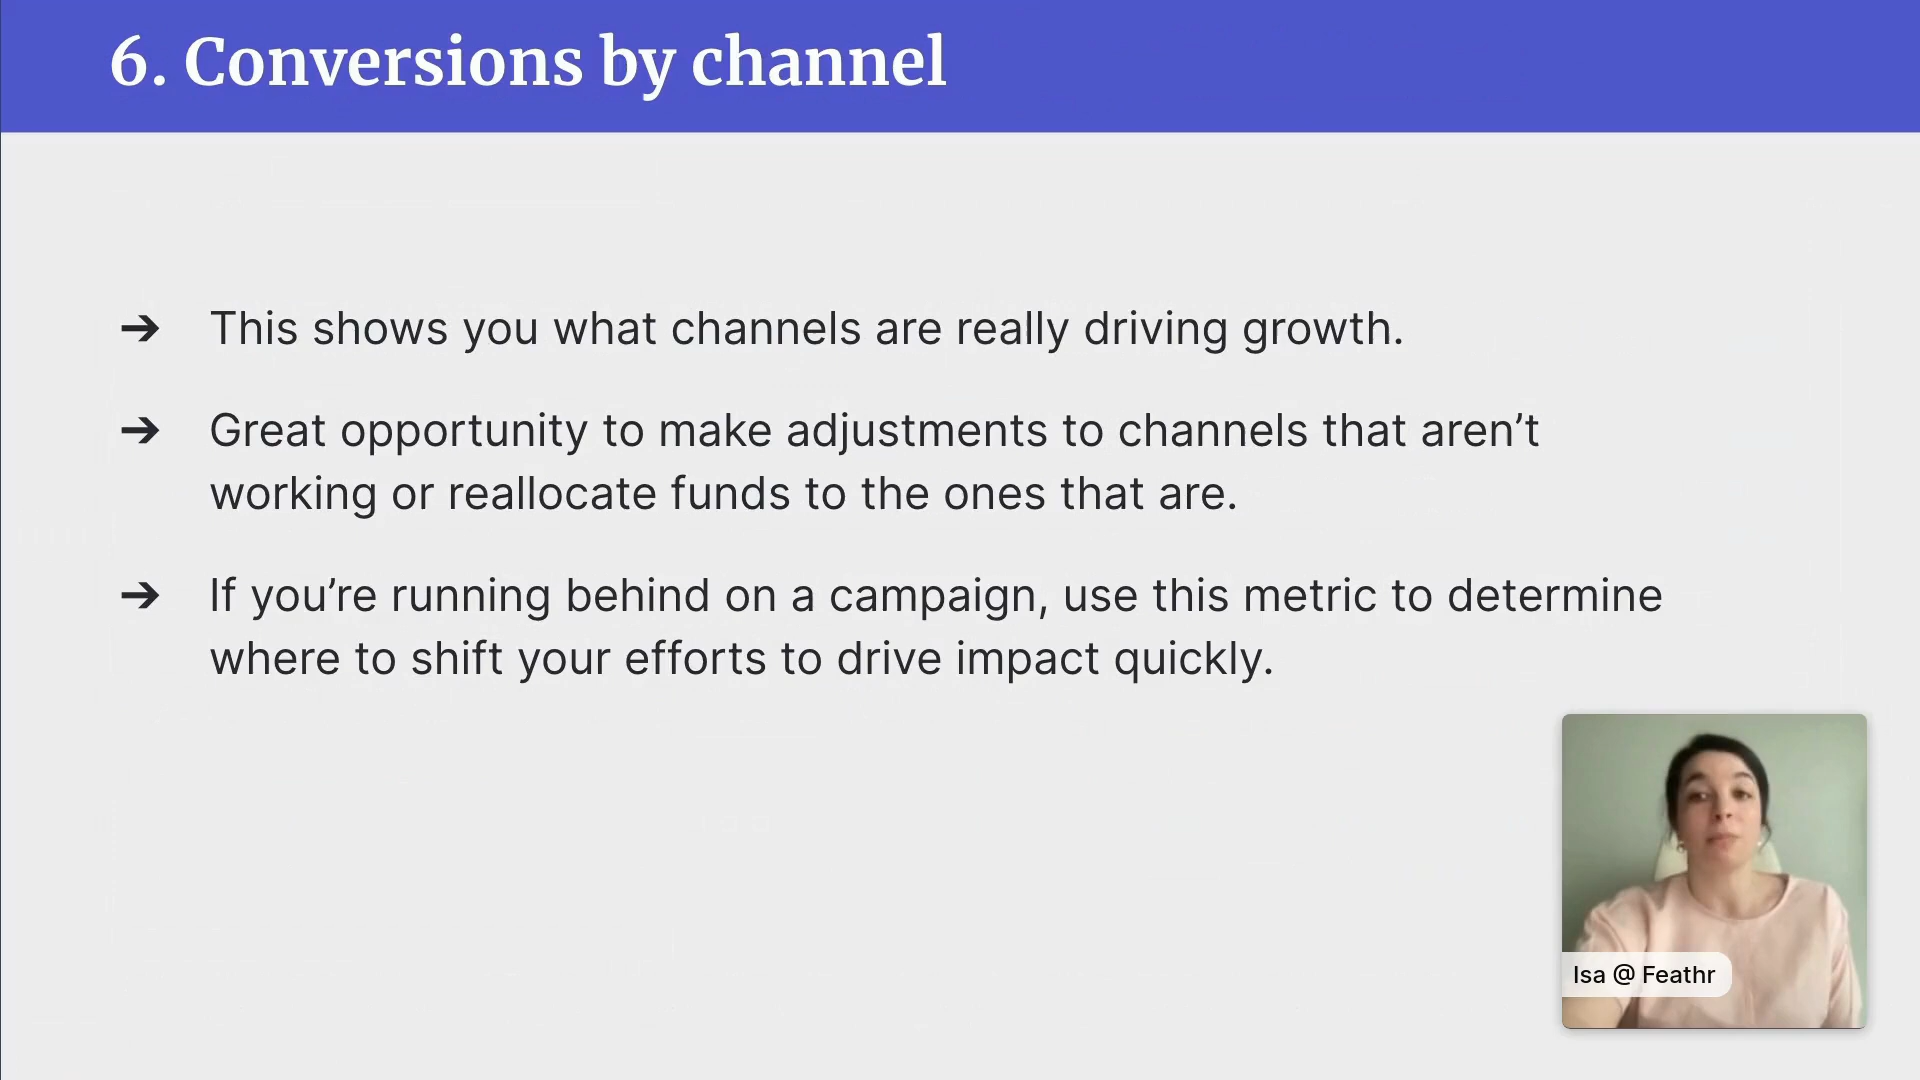 6. Conversions by channel
➔ This shows you what channels are really driving growth.
➔ Great opportunity to make adjustments to channels that aren’t
working or reallocate funds to the ones that are.
➔ If you’re running behind on a campaign, use this metric to determine
where to shift your efforts to drive impact quickly.
Isa @ Feathr